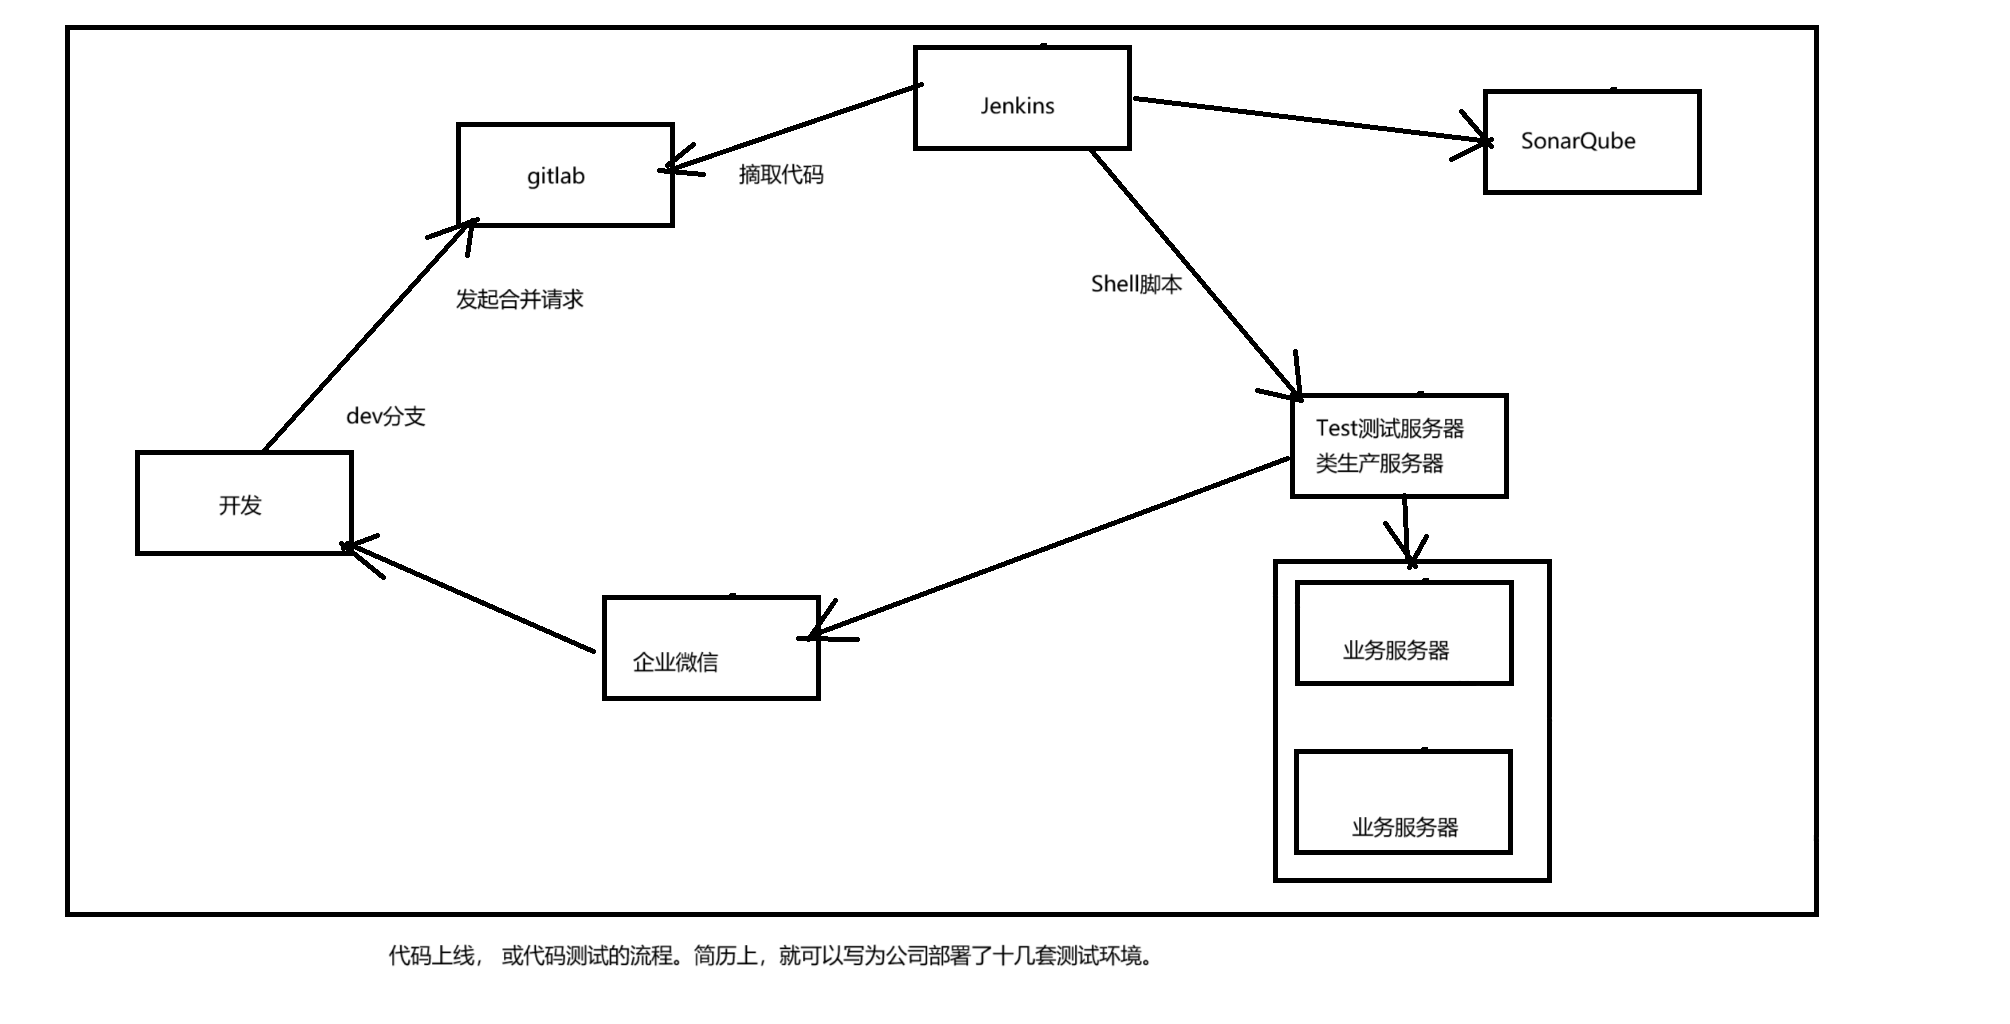 Jenkins
SonarQube
gitlab
摘取代码
Shell脚本
发起合并请求
dev分支
Test测试服务器
类生产服务器
开发
企业微信
业务服务器
业务服务器
代码上线， 或代码测试的流程。简历上，就可以写为公司部署了十几套测试环境。